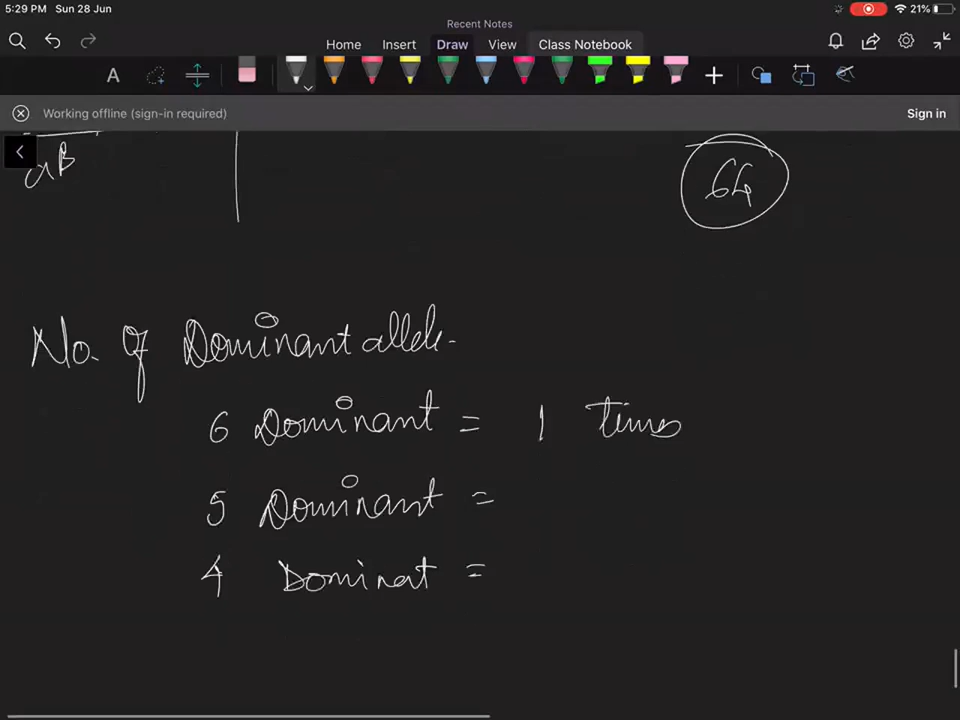 5:29 PM Sun 28 Jun
21%
Recent Notes
Home Insert Draw View Class Notebook
A
Working offline (sign-in required) Sign in
aB
64
No. of Dominant allele.
6 Dominant = 1 times
5 Dominant =
4 Dominat =